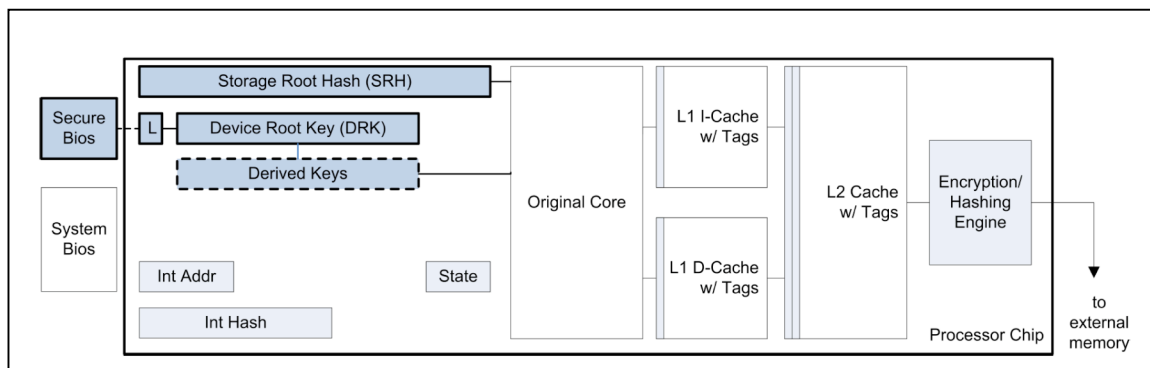 Storage Root Hash (SRH)
Secure
Bios
L
Device Root Key (DRK)
Derived Keys
System
Bios
Int Addr
State
Int Hash
Original Core
L1 I-Cache
w/ Tags
L1 D-Cache
w/ Tags
L2 Cache
w/ Tags
Encryption/
Hashing
Engine
Processor Chip
to
external
memory